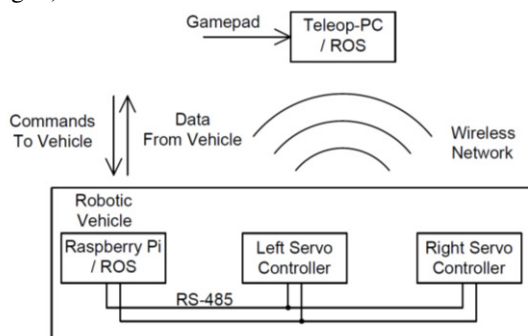 Gamepad
Teleop-PC
/ ROS
Commands
To Vehicle
Data
From Vehicle
Wireless
Network
Robotic
Vehicle
Raspberry Pi
/ ROS
Left Servo
Controller
Right Servo
Controller
RS-485